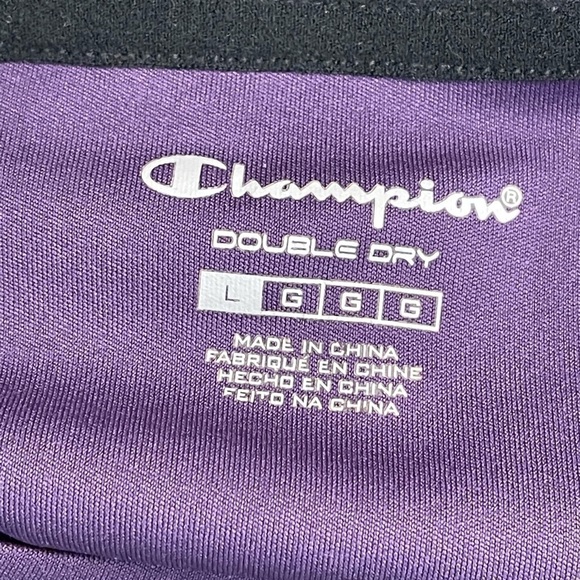 Champion®
DOUBLE DRY
L G G G
MADE IN CHINA
FABRIQUÉ EN CHINE
HECHO EN CHINA
FEITO NA CHINA